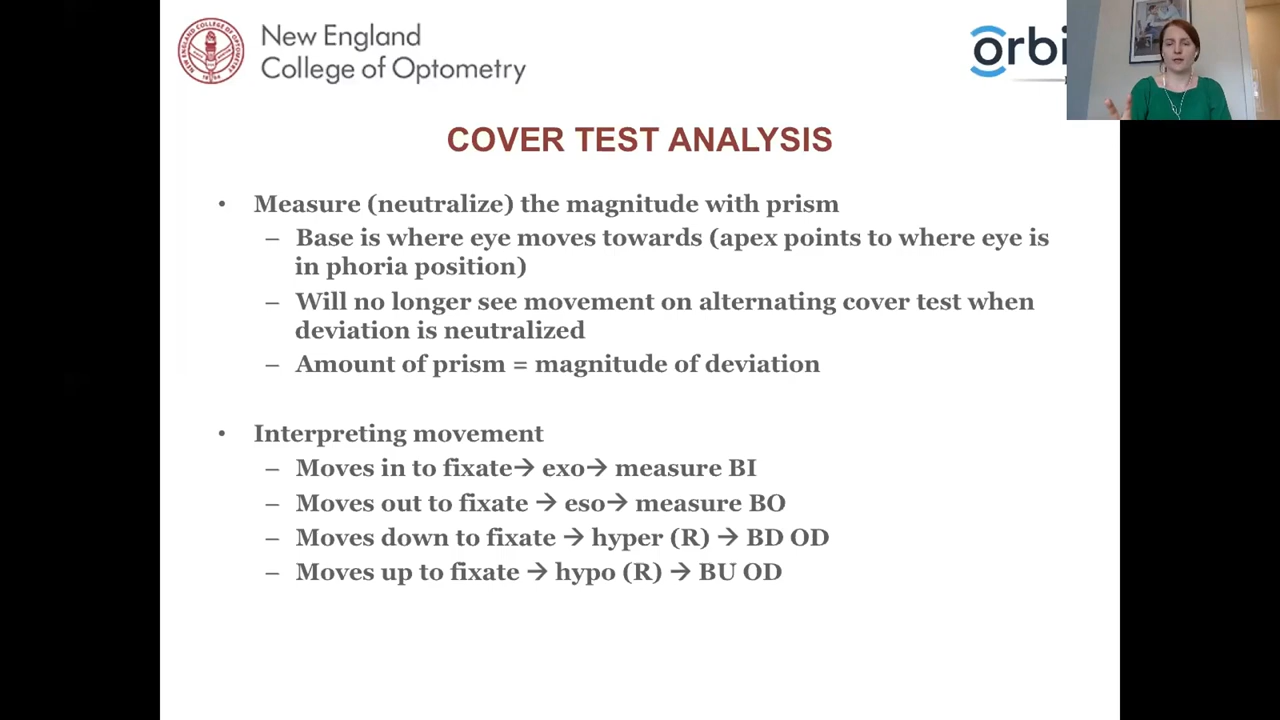 New England
College of Optometry
orbi
COVER TEST ANALYSIS
• Measure (neutralize) the magnitude with prism
– Base is where eye moves towards (apex points to where eye is
in phoria position)
– Will no longer see movement on alternating cover test when
deviation is neutralized
– Amount of prism = magnitude of deviation
• Interpreting movement
– Moves in to fixate→ exo→ measure BI
– Moves out to fixate → eso→ measure BO
– Moves down to fixate → hyper (R) → BD OD
– Moves up to fixate → hypo (R) → BU OD